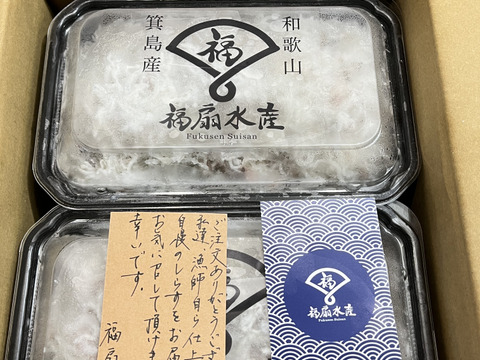 和歌山
箕島産
福
福扇水産
Fukusen Suisan
ご注文ありがとうござ
私達漁師自ら仕上
自慢のしらすをお届
お気に召して頂けま
幸いです。
福扇
福
福扇水産
Fukusen Suisan